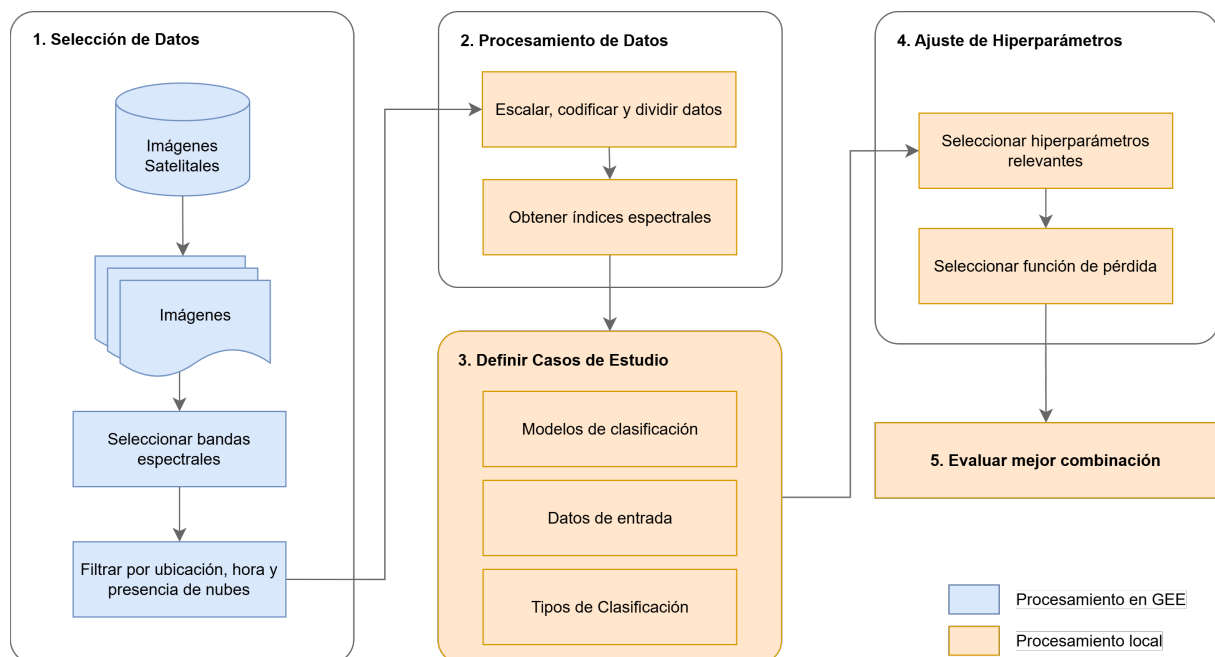 1. Selección de Datos
Imágenes
Satelitales
Imágenes
Seleccionar bandas
espectrales
Filtrar por ubicación, hora y
presencia de nubes
2. Procesamiento de Datos
Escalar, codificar y dividir datos
Obtener índices espectrales
3. Definir Casos de Estudio
Modelos de clasificación
Datos de entrada
Tipos de Clasificación
4. Ajuste de Hiperparámetros
Seleccionar hiperparámetros
relevantes
Seleccionar función de pérdida
5. Evaluar mejor combinación
Procesamiento en GEE
Procesamiento local